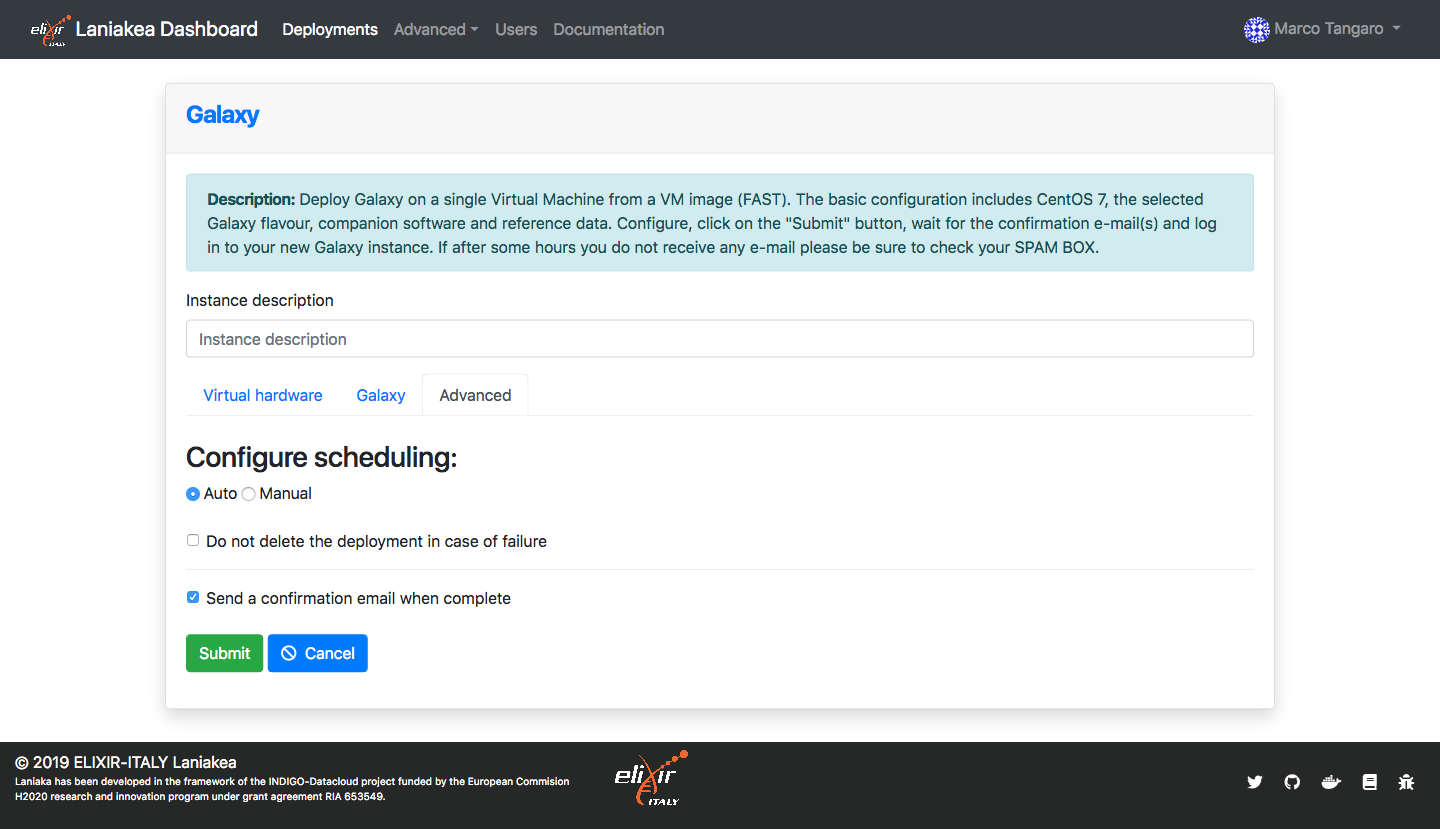 elixir ITALY Laniakea Dashboard Deployments Advanced Users Documentation Marco Tangaro
Galaxy
Description: Deploy Galaxy on a single Virtual Machine from a VM image (FAST). The basic configuration includes CentOS 7, the selected
Galaxy flavour, companion software and reference data. Configure, click on the "Submit" button, wait for the confirmation e-mail(s) and log
in to your new Galaxy instance. If after some hours you do not receive any e-mail please be sure to check your SPAM BOX.
Instance description
Instance description
Virtual hardware Galaxy Advanced
Configure scheduling:
Auto Manual
Do not delete the deployment in case of failure
Send a confirmation email when complete
Submit Cancel
© 2019 ELIXIR-ITALY Laniakea
Laniaka has been developed in the framework of the INDIGO-Datacloud project funded by the European Commision
H2020 research and innovation program under grant agreement RIA 653549.
elixir
ITALY